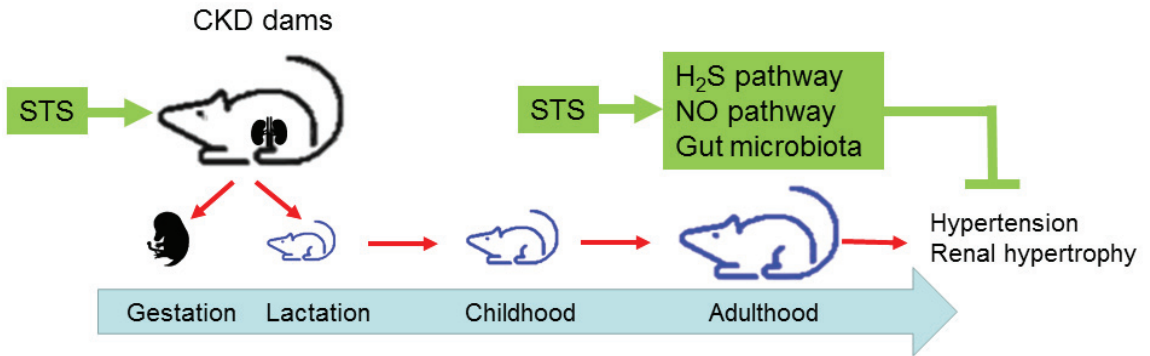 CKD dams
STS
STS
H₂S pathway
NO pathway
Gut microbiota
Hypertension
Renal hypertrophy
Gestation
Lactation
Childhood
Adulthood